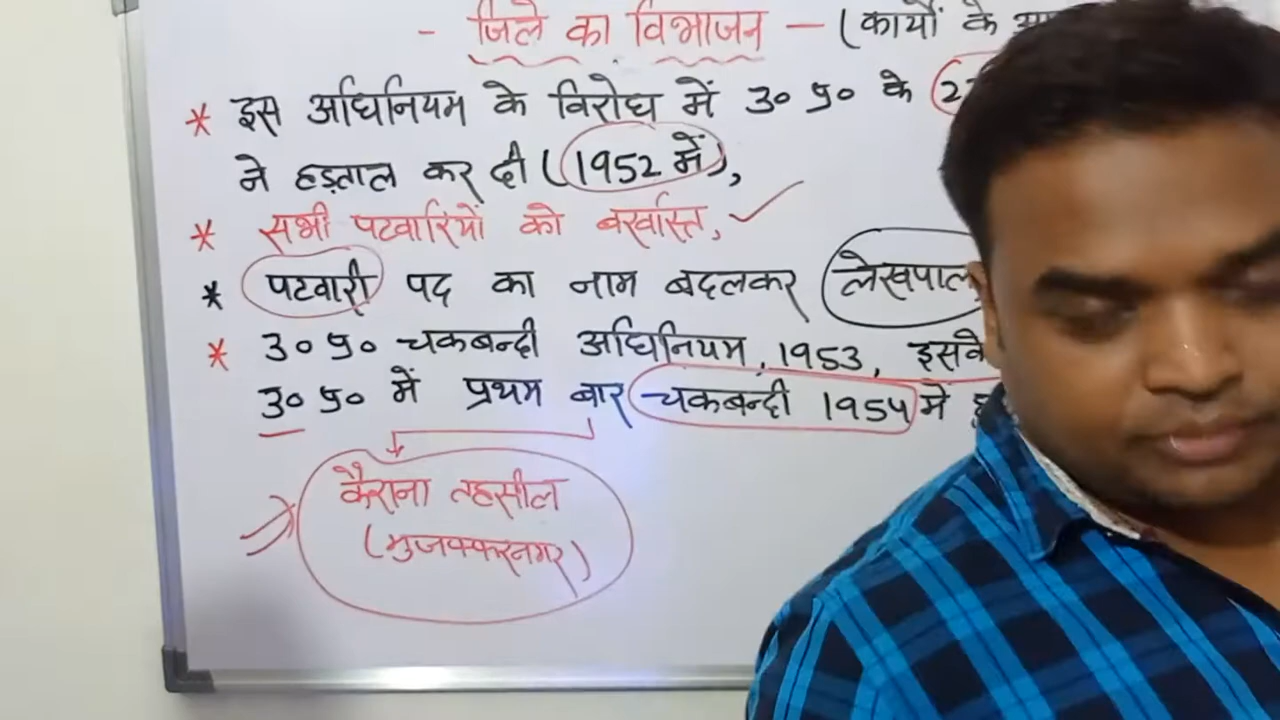 - जिले का विभाजन - (कार्यों के
* इस अधिनियम के विरोध में उ० प्र० के
ने हड़ताल कर दी (1952 में),
* सभी पटवारियों को बर्खास्त,
* पटवारी पद का नाम बदलकर लेखपाल
* उ० प्र० चकबन्दी अधिनियम, 1953, इसके
उ० प्र० में प्रथम बार चकबन्दी 1954 में
कैराना तहसील
(मुजफ्फरनगर)